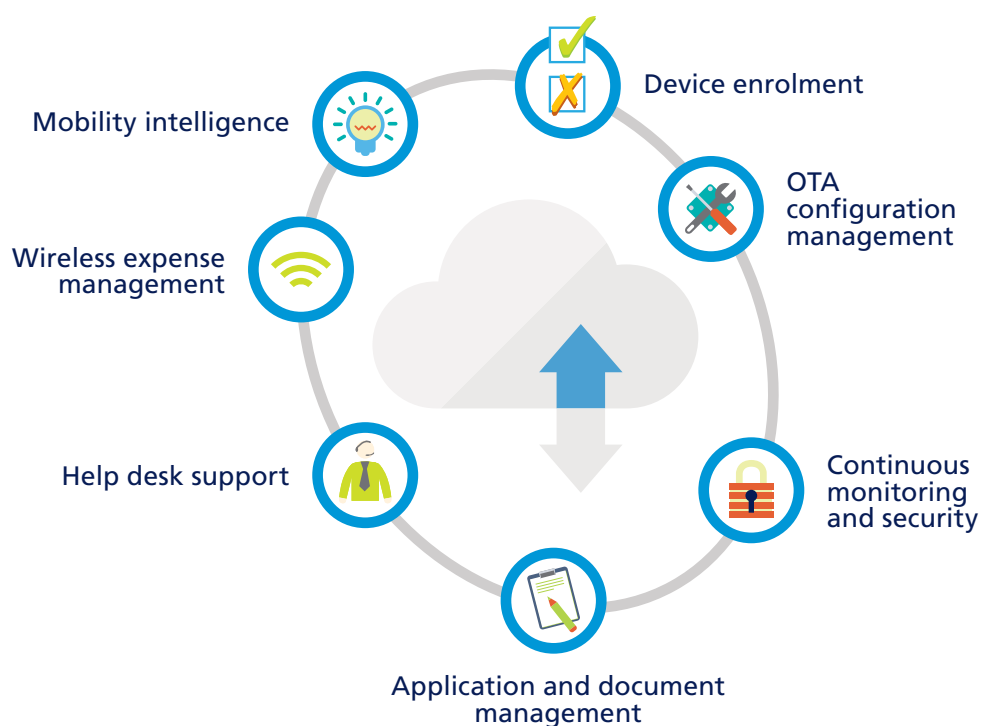 Device enrolment
Mobility intelligence
OTA
configuration
management
Wireless expense
management
Help desk support
Continuous
monitoring
and security
Application and document
management